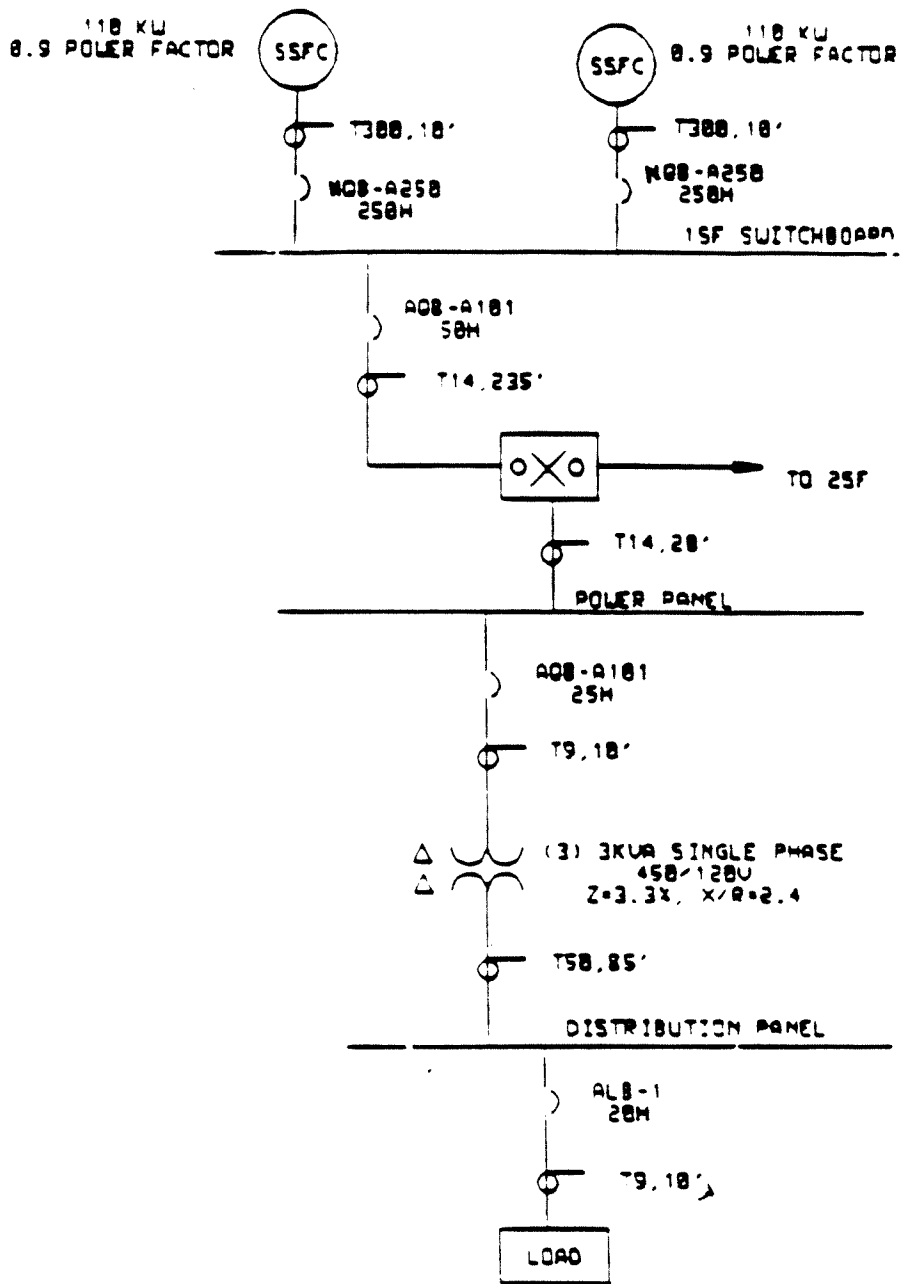 110 KW
0.9 POWER FACTOR
SSFC
110 KW
0.9 POWER FACTOR
SSFC
T300,10'
T300,10'
NQB-A250
250H
NQB-A250
250H
1SF SWITCHBOARD
AQB-A101
50H
T14,235'
TO 2SF
T14,20'
POWER PANEL
AQB-A101
25H
T9,10'
Δ
Δ
(3) 3KVA SINGLE PHASE
450/120V
Z=3.3%, X/R=2.4
T50,85'
DISTRIBUTION PANEL
ALB-1
20H
T9,10'
LOAD